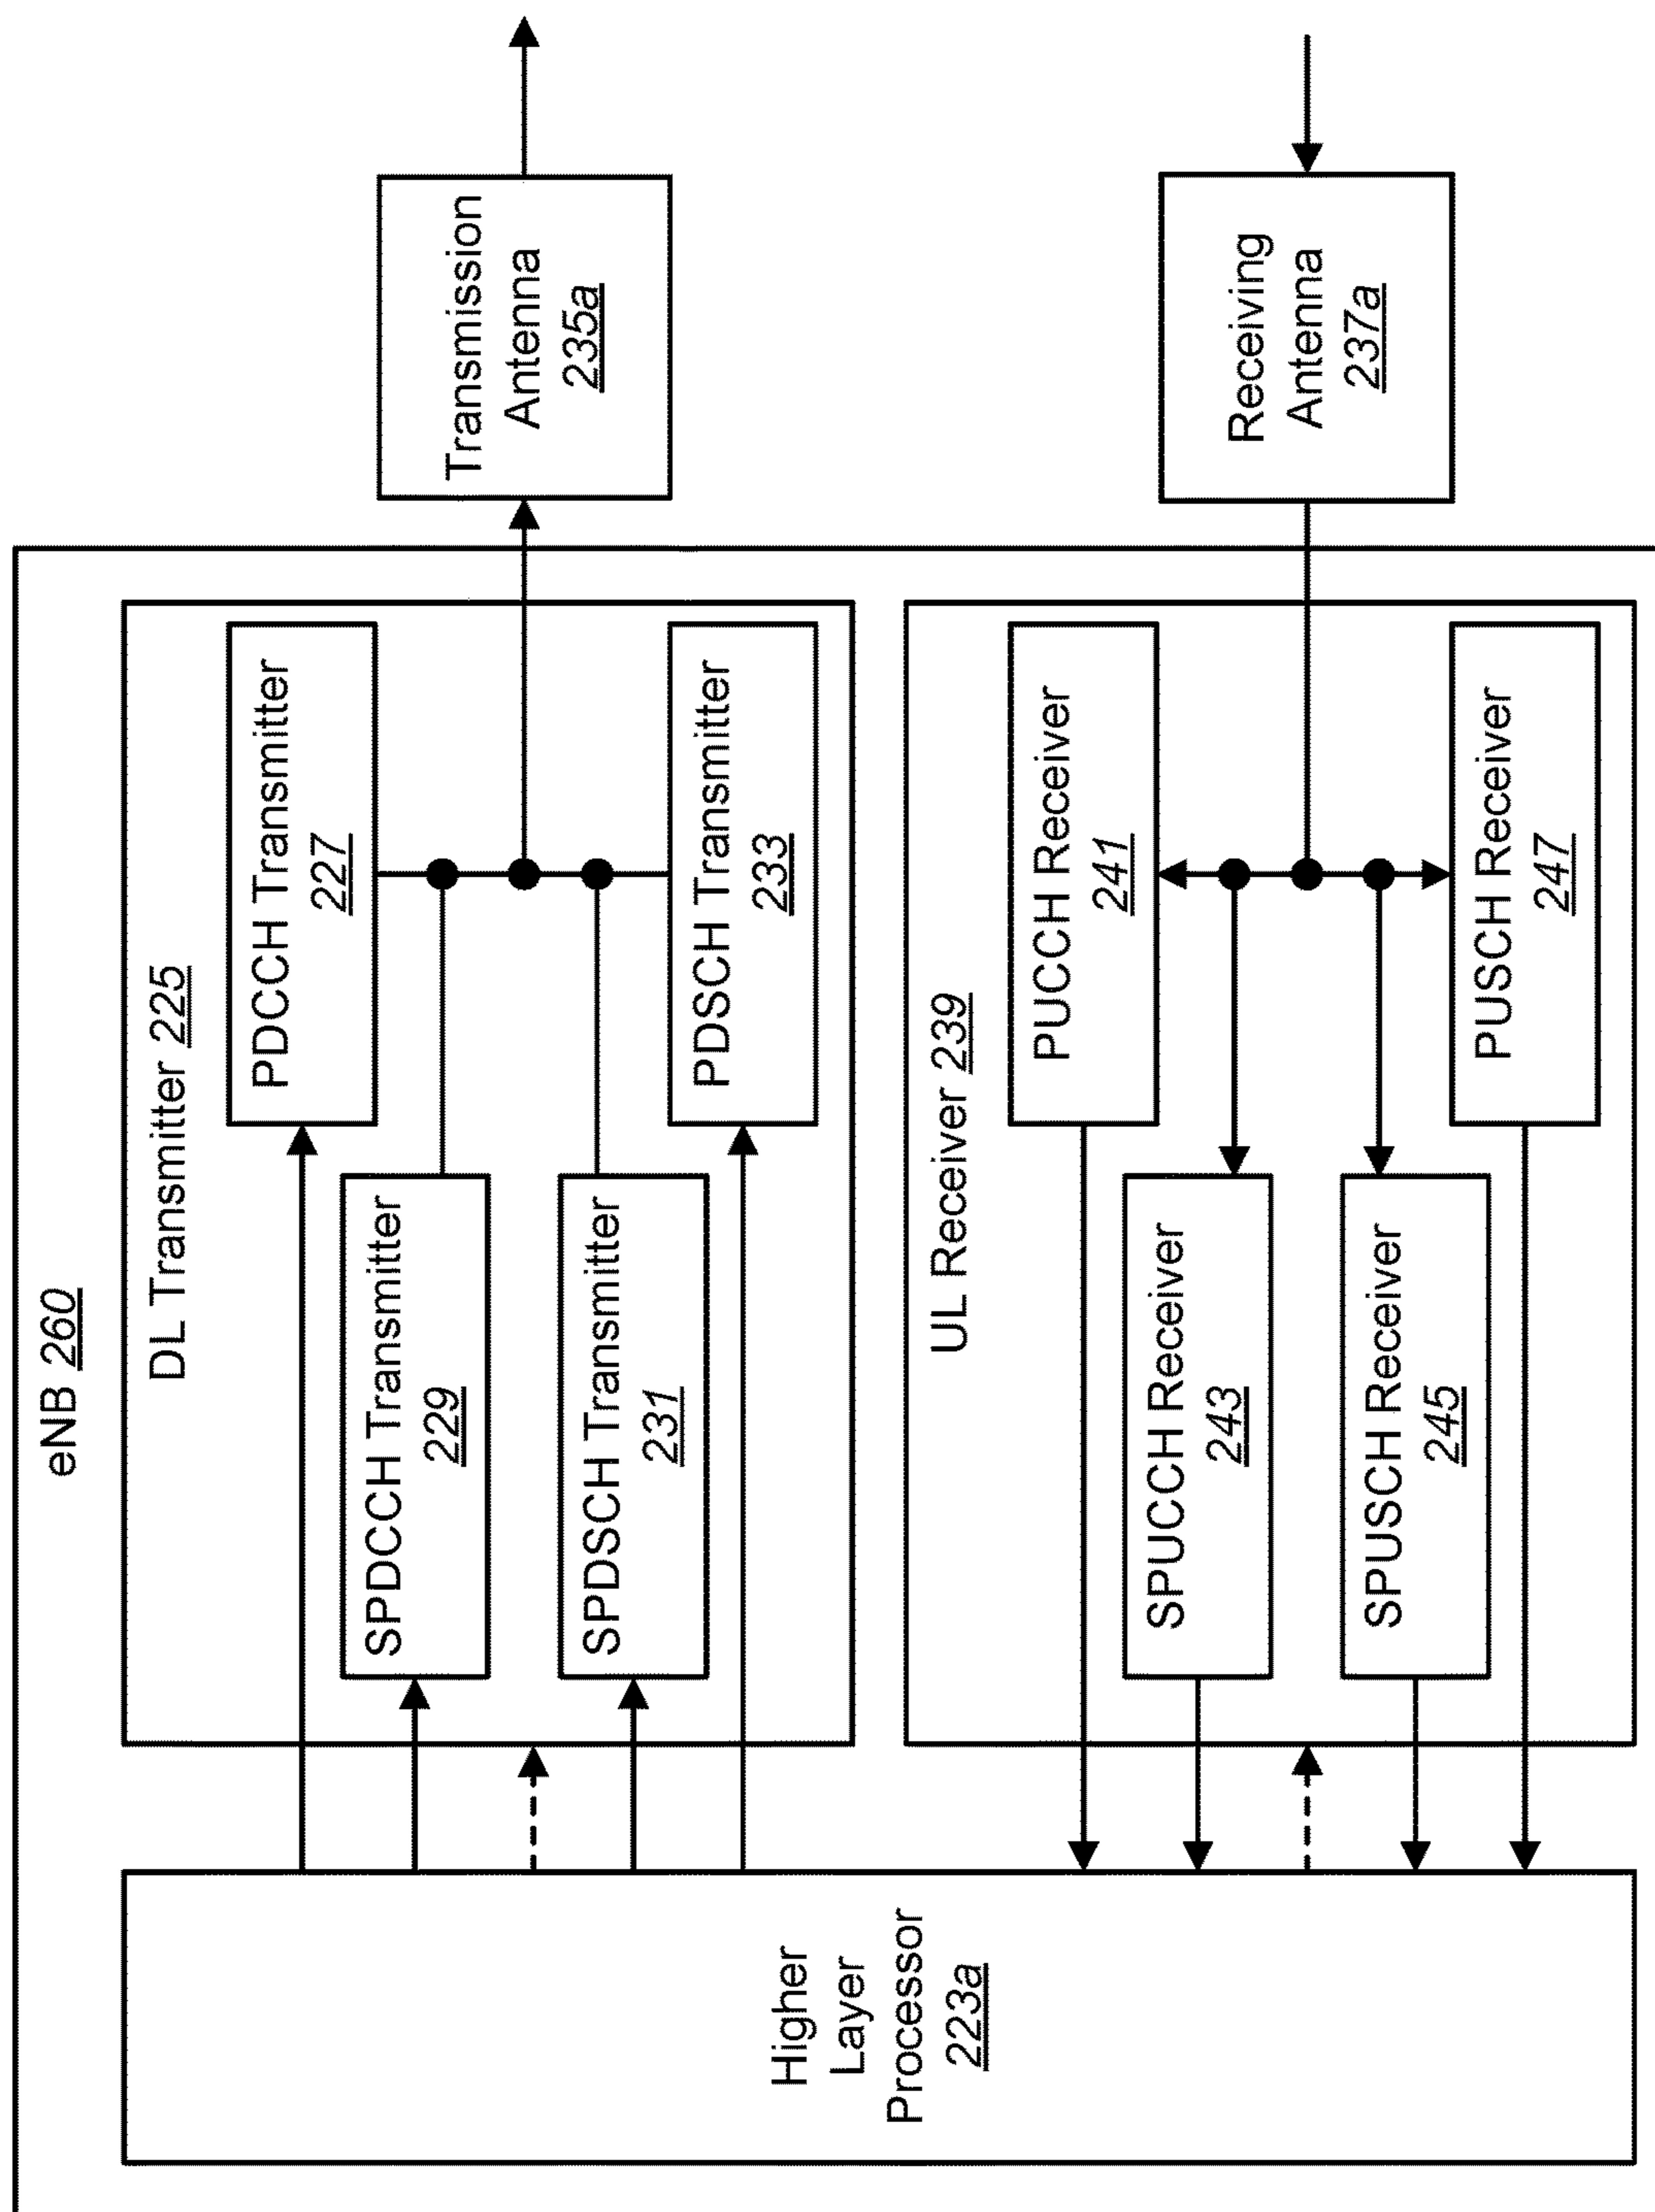 eNB 260
Higher
Layer
Processor
223a
DL Transmitter 225
PDCCH Transmitter
227
SPDCCH Transmitter
229
SPDSCH Transmitter
231
PDSCH Transmitter
233
Transmission
Antenna
235a
UL Receiver 239
PUCCH Receiver
241
SPUCCH Receiver
243
SPUSCH Receiver
245
PUSCH Receiver
247
Receiving
Antenna
237a